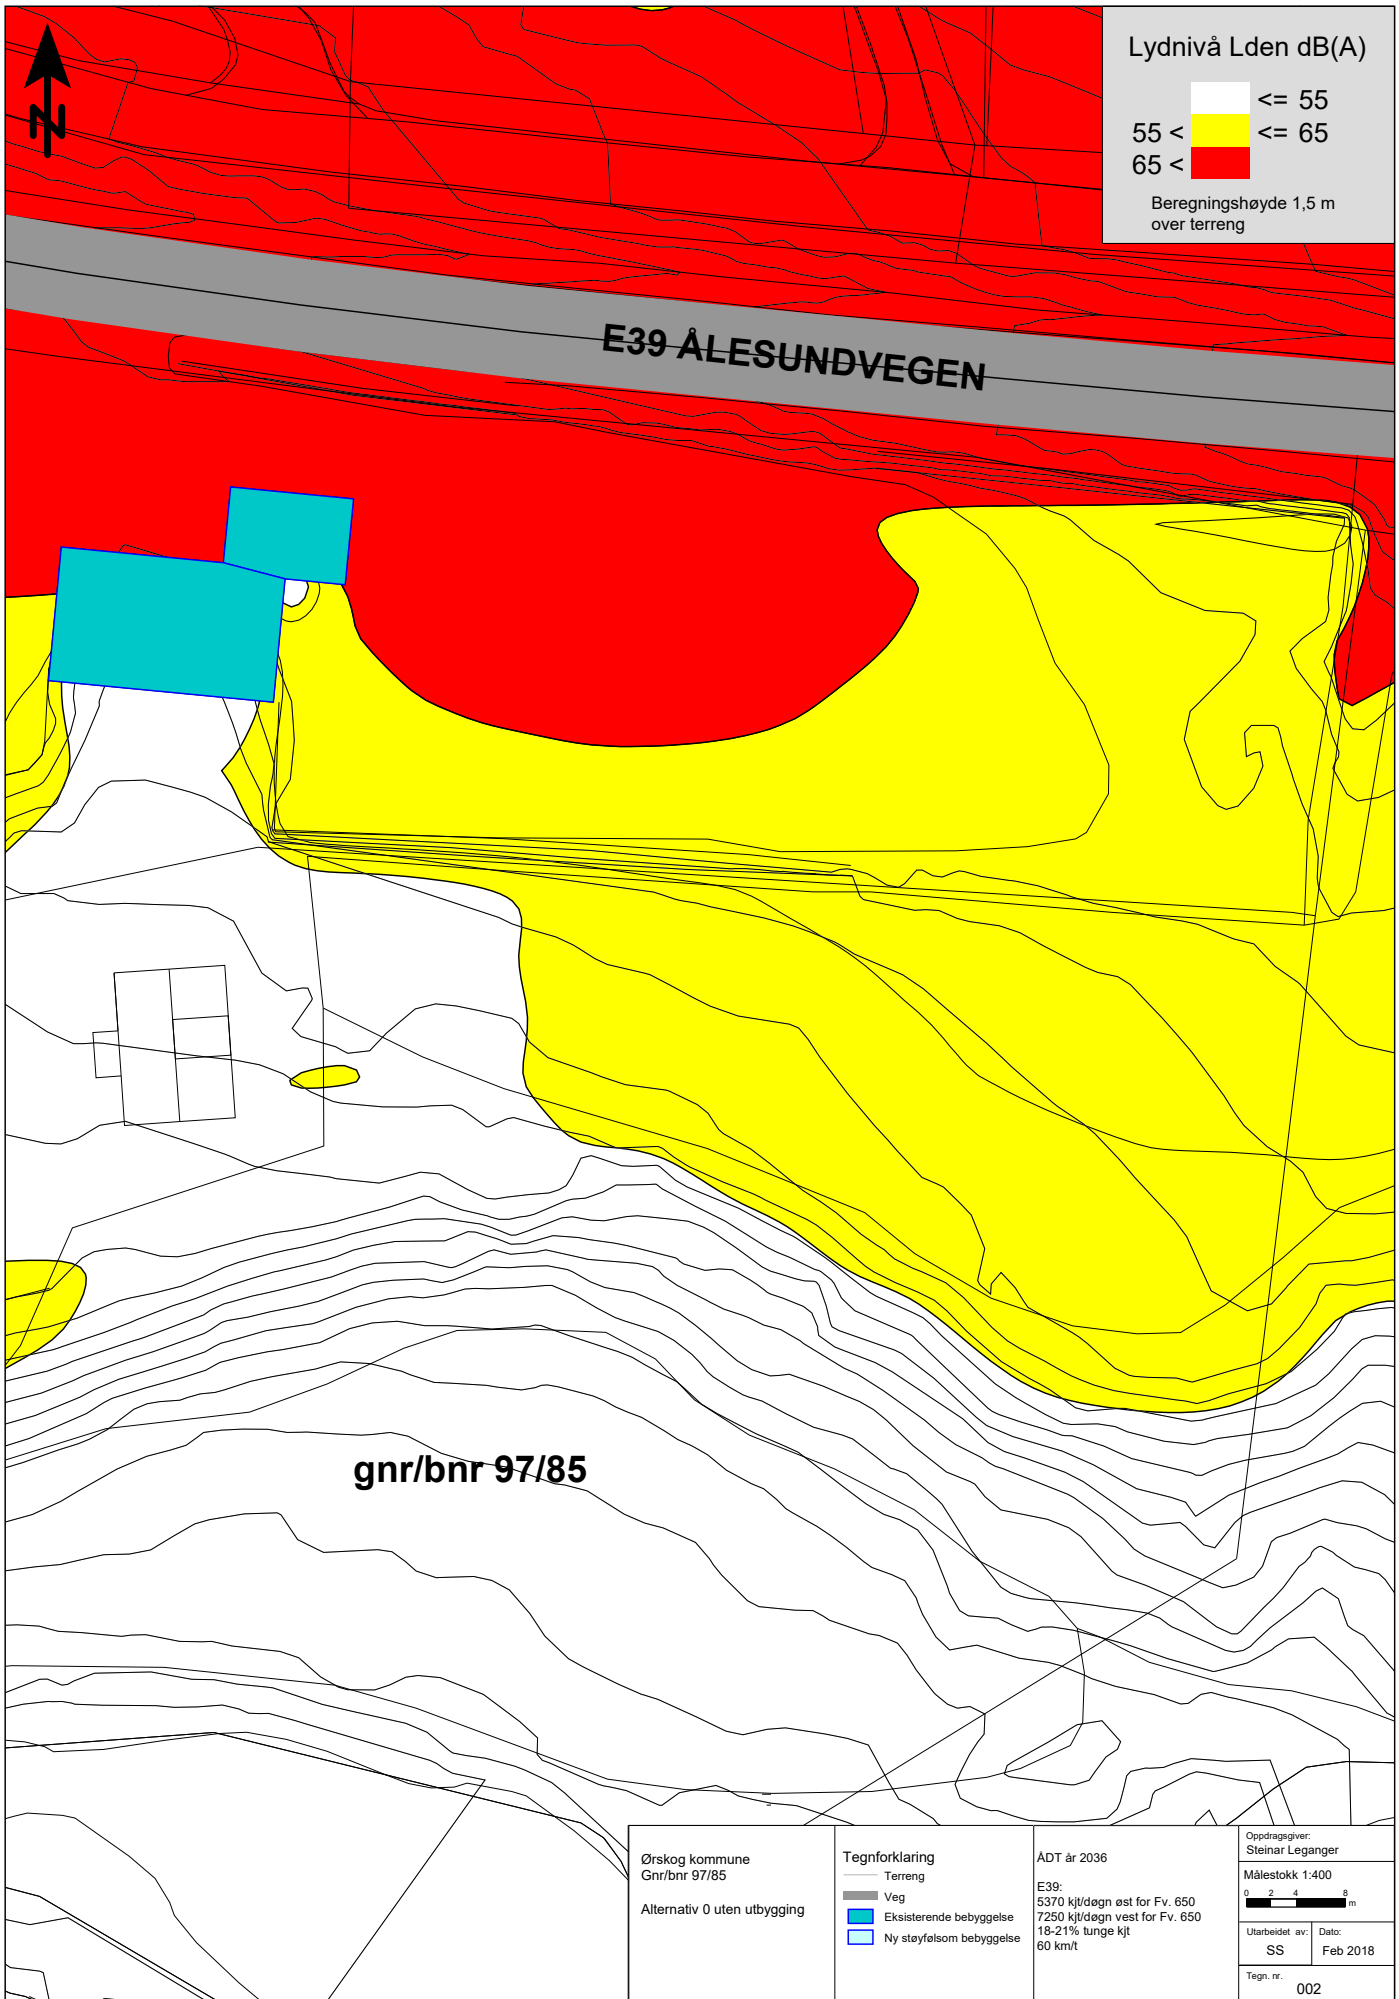 N
Lydnivå Lden dB(A)
<= 55
55 < <= 65
65 <
Beregningshøyde 1,5 m
over terreng
E39 ÅLESUNDVEGEN
gnr/bnr 97/85
Ørskog kommune
Gnr/bnr 97/85
Alternativ 0 uten utbygging
Tegnforklaring
Terreng
Veg
Eksisterende bebyggelse
Ny støyfølsom bebyggelse
ÅDT år 2036
E39:
5370 kjt/døgn øst for Fv. 650
7250 kjt/døgn vest for Fv. 650
18-21% tunge kjt
60 km/t
Oppdragsgiver:
Steinar Leganger
Målestokk 1:400
0 2 4 8
m
Utarbeidet av:
SS
Dato:
Feb 2018
Tegn. nr.
002